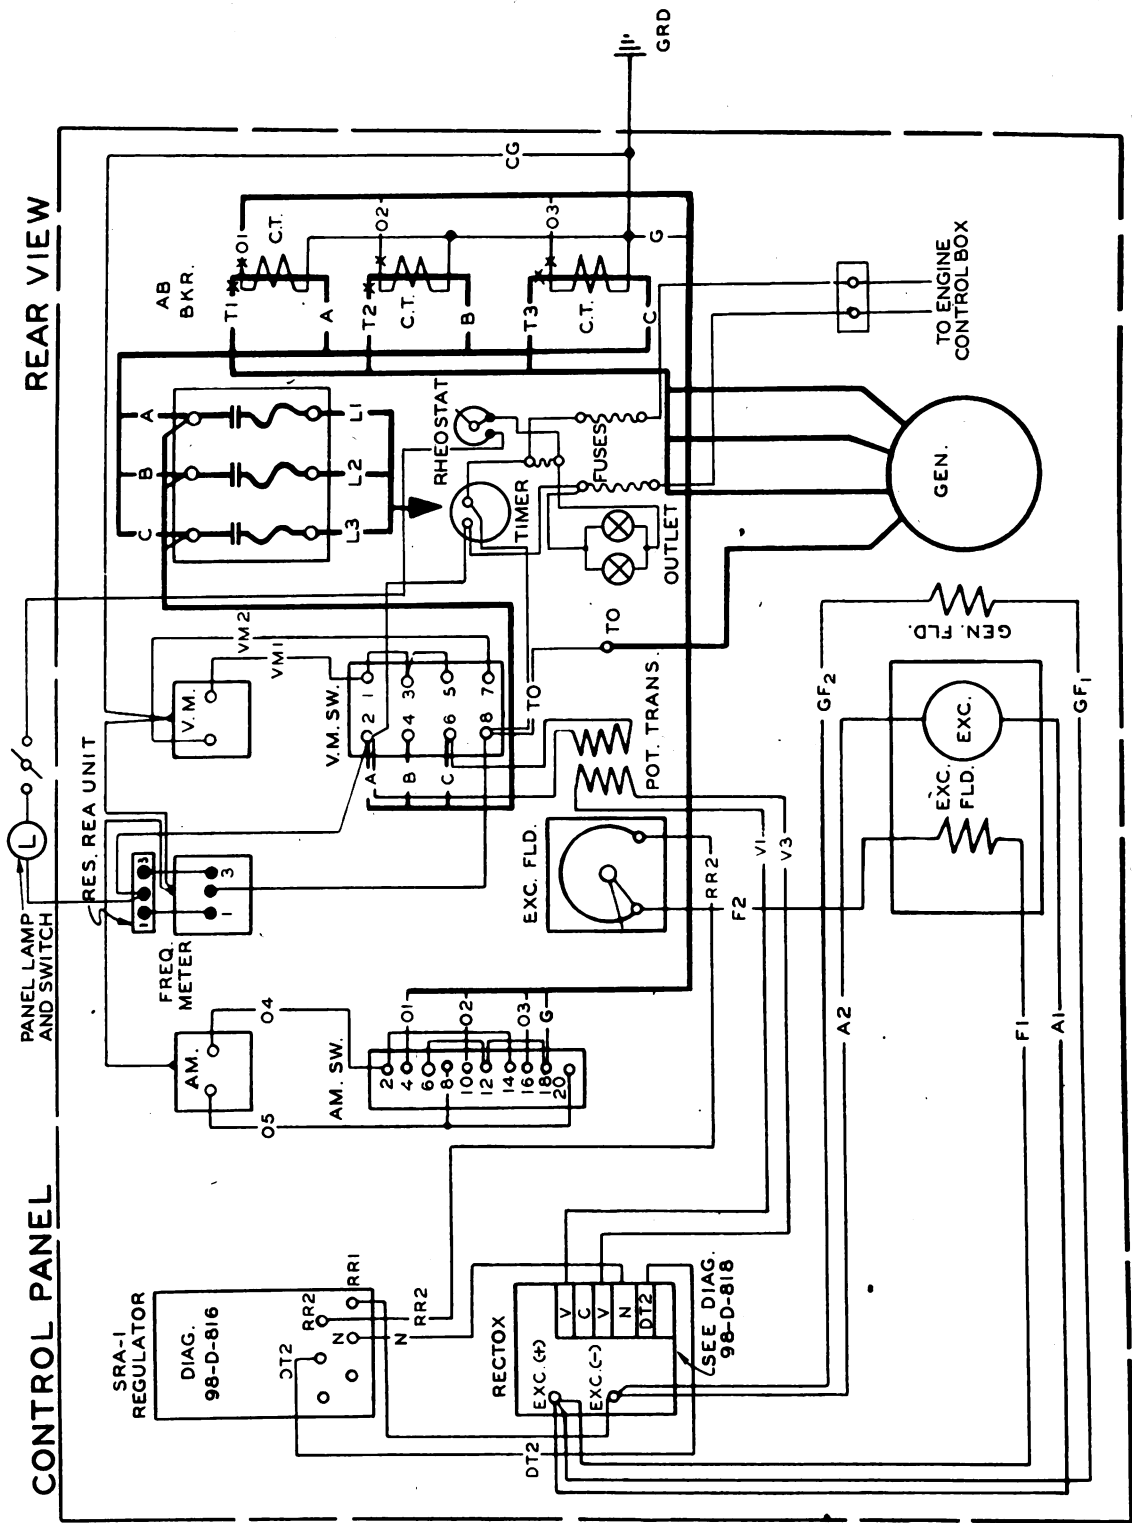 CONTROL PANEL
REAR VIEW
PANEL LAMP
AND SWITCH
L
RES. REA UNIT
1
3
FREQ.
METER
1
3
AM.
O4
O5
V.M.
VM2
VM1
V.M. SW.
1
2
3
4
5
6
7
8
A
B
C
TO
AM. SW.
2
4
6
8
10
12
14
16
18
20
O1
O2
O3
G
SRA-1
REGULATOR
DIAG.
98-D-816
DT2
RR2
RR1
N
N
RR2
RECTOX
EXC.(+)
EXC.(-)
V
C
V
N
DT2
SEE DIAG.
98-D-818
DT2
EXC. FLD.
RR2
F2
POT. TRANS.
V1
V3
TO
A
B
C
L1
L2
L3
RHEOSTAT
TIMER
FUSES
OUTLET
AB
BKR.
T1
O1
C.T.
A
T2
O2
C.T.
B
T3
O3
C.T.
C
G
CG
GRD
TO ENGINE
CONTROL BOX
GEN.
GEN. FLD.
GF2
GF1
EXC.
FLD.
EXC.
A2
F1
A1